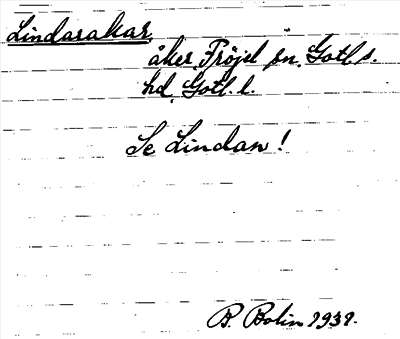 Lindarakar,
åker, Fröjel sn, Gotl. s.
hd, Gotl. l.
Se Lindan!
B. Bolin 1939.